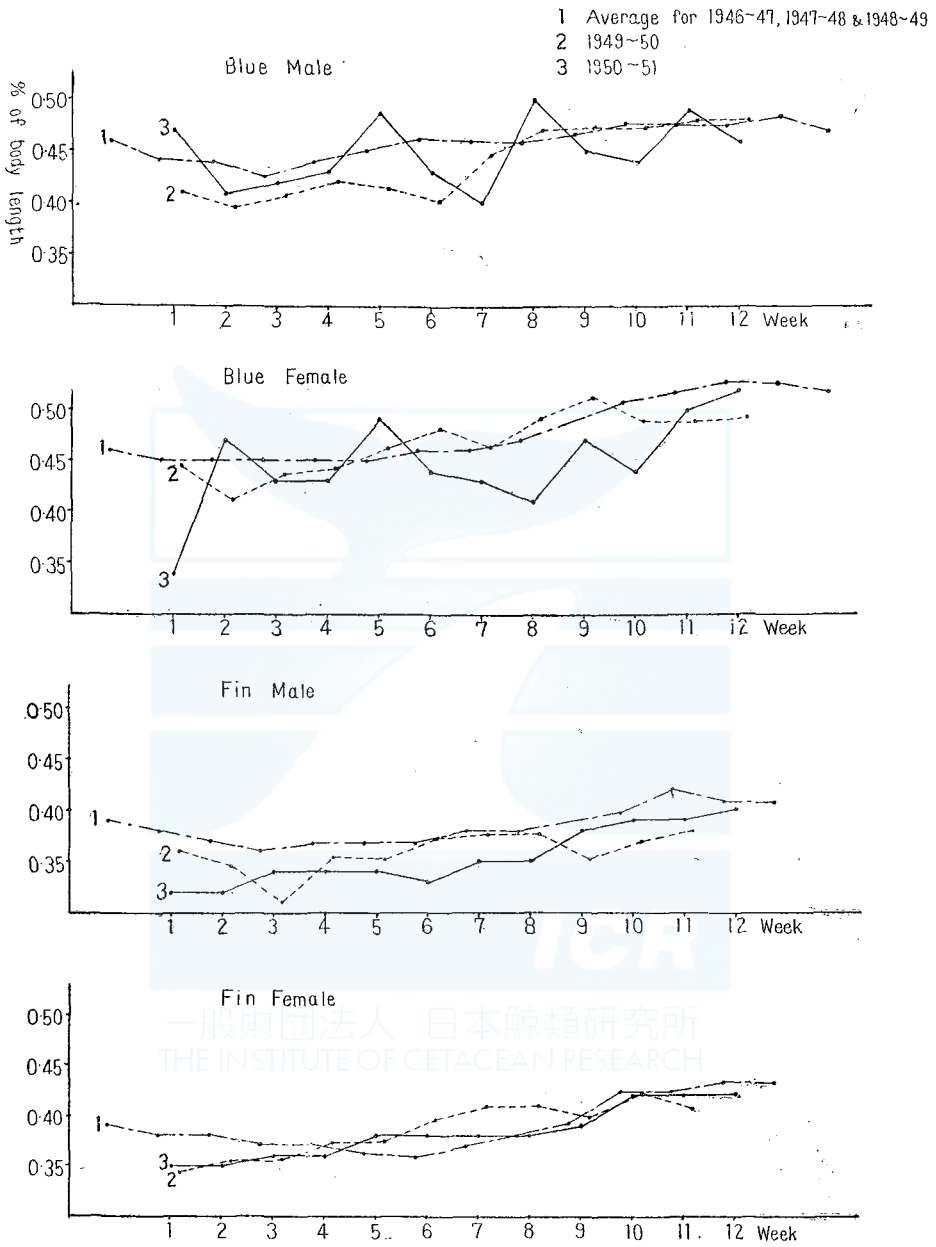 1 Average for 1946~47, 1947~48 & 1948~49
2 1949~50
3 1950~51
Blue Male
% of body length
0·50
0·45
0·40
0·35
1
3
2
1 2 3 4 5 6 7 8 9 10 11 12 Week
Blue Female
0·50
0·45
0·40
0·35
1
2
3
1 2 3 4 5 6 7 8 9 10 11 12 Week
Fin Male
0·50
0·45
0·40
0·35
1
2
3
1 2 3 4 5 6 7 8 9 10 11 12 Week
ICR
Fin Female
0·50
一般財団法人 日本鯨類研究所
THE INSTITUTE OF CETACEAN RESEARCH
0·45
0·40
0·35
1
3
2
1 2 3 4 5 6 7 8 9 10 11 12 Week